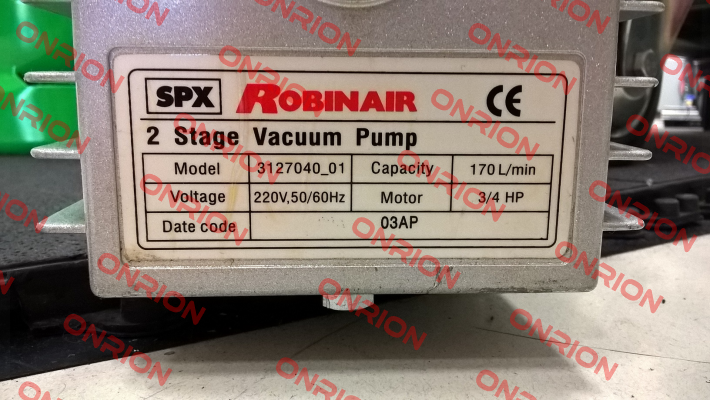 SPX ROBINAIR CE
2 Stage Vacuum Pump
Model 3127040_01 Capacity 170 L/min
Voltage 220V,50/60Hz Motor 3/4 HP
Date code 03AP
ONRION